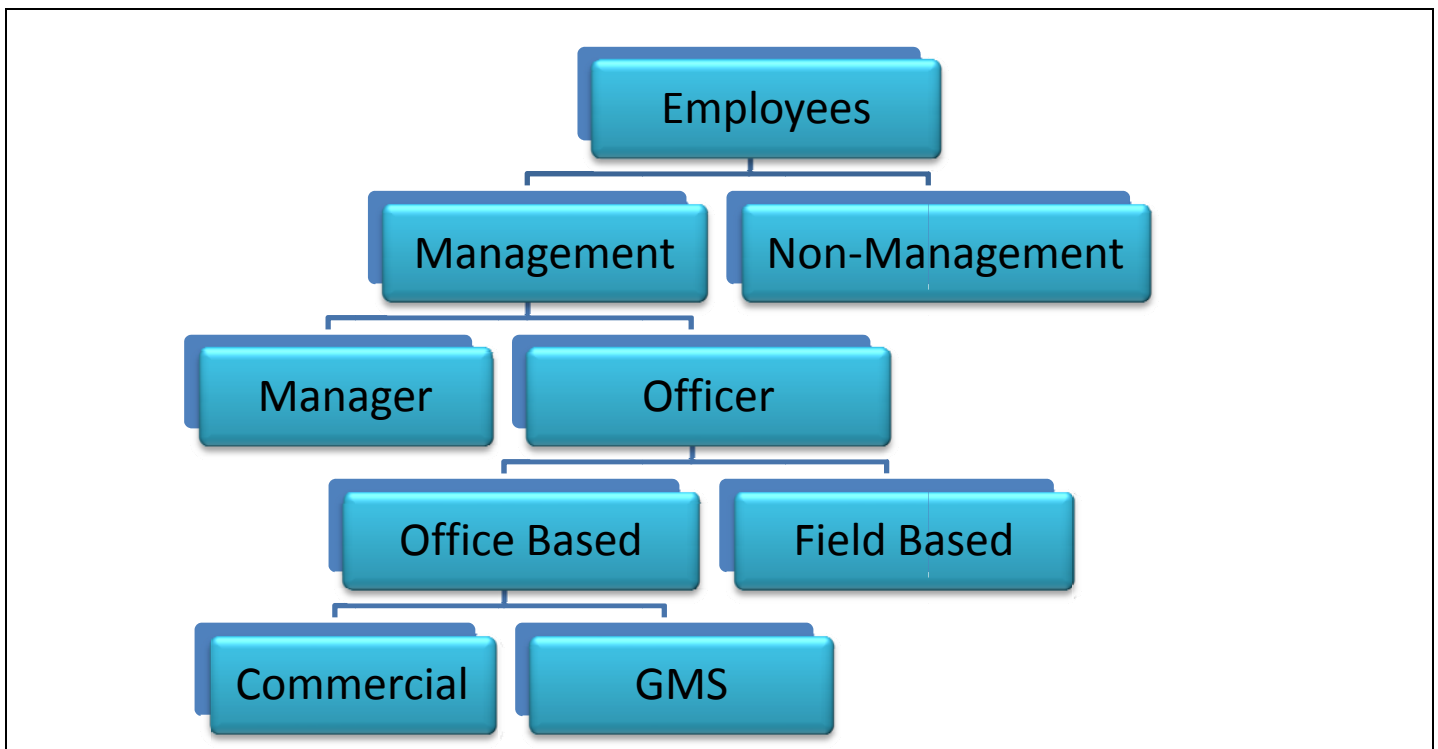 Employees
Management
Non-Management
Manager
Officer
Office Based
Field Based
Commercial
GMS